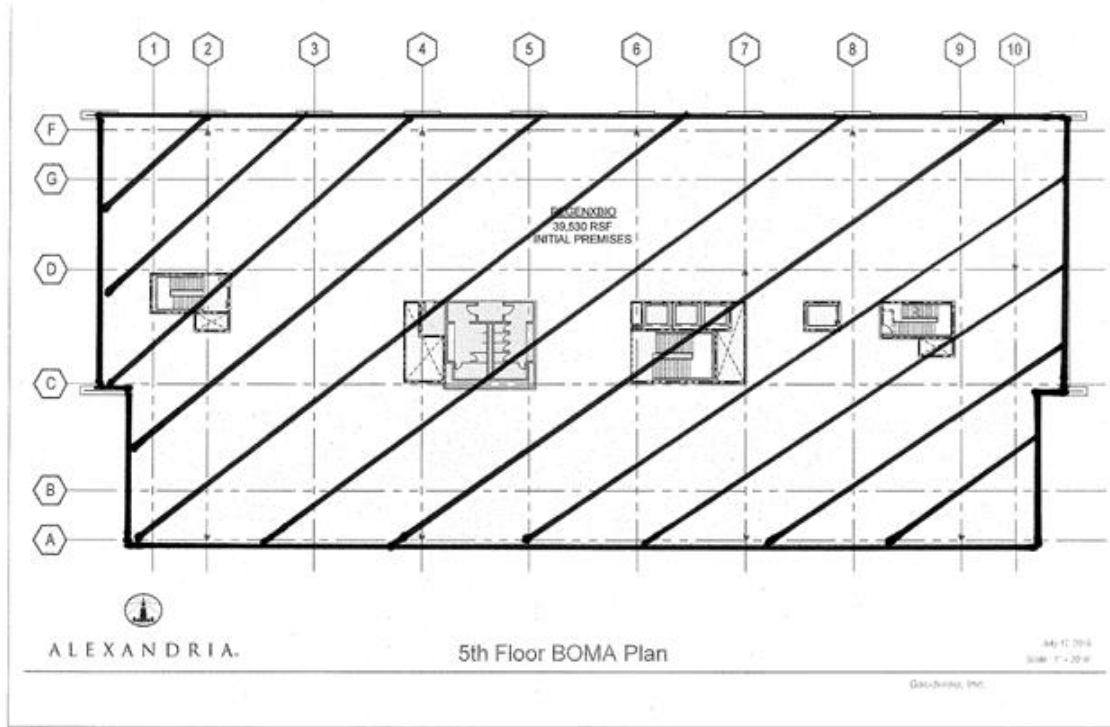 1 2 3 4 5 6 7 8 9 10
F
G
REGENXBIO
39,530 RSF
INITIAL PREMISES
D
C
B
A
ALEXANDRIA.
5th Floor BOMA Plan